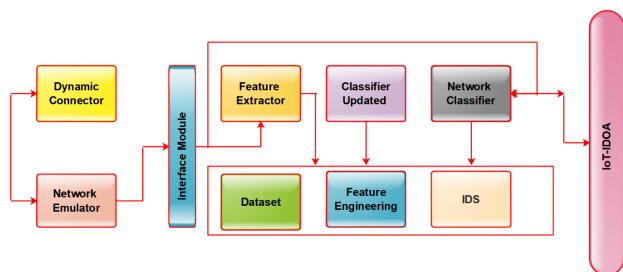 Dynamic
Connector
Network
Emulator
Interface Module
Feature
Extractor
Classifier
Updated
Network
Classifier
Dataset
Feature
Engineering
IDS
IoT-IDOA